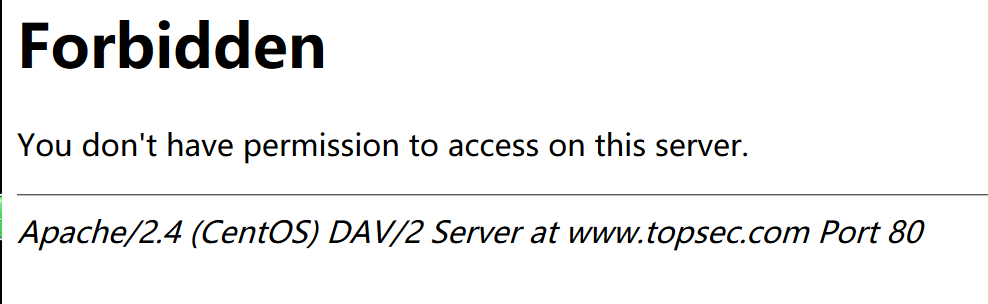 Forbidden
You don't have permission to access on this server.
Apache/2.4 (CentOS) DAV/2 Server at www.topsec.com Port 80